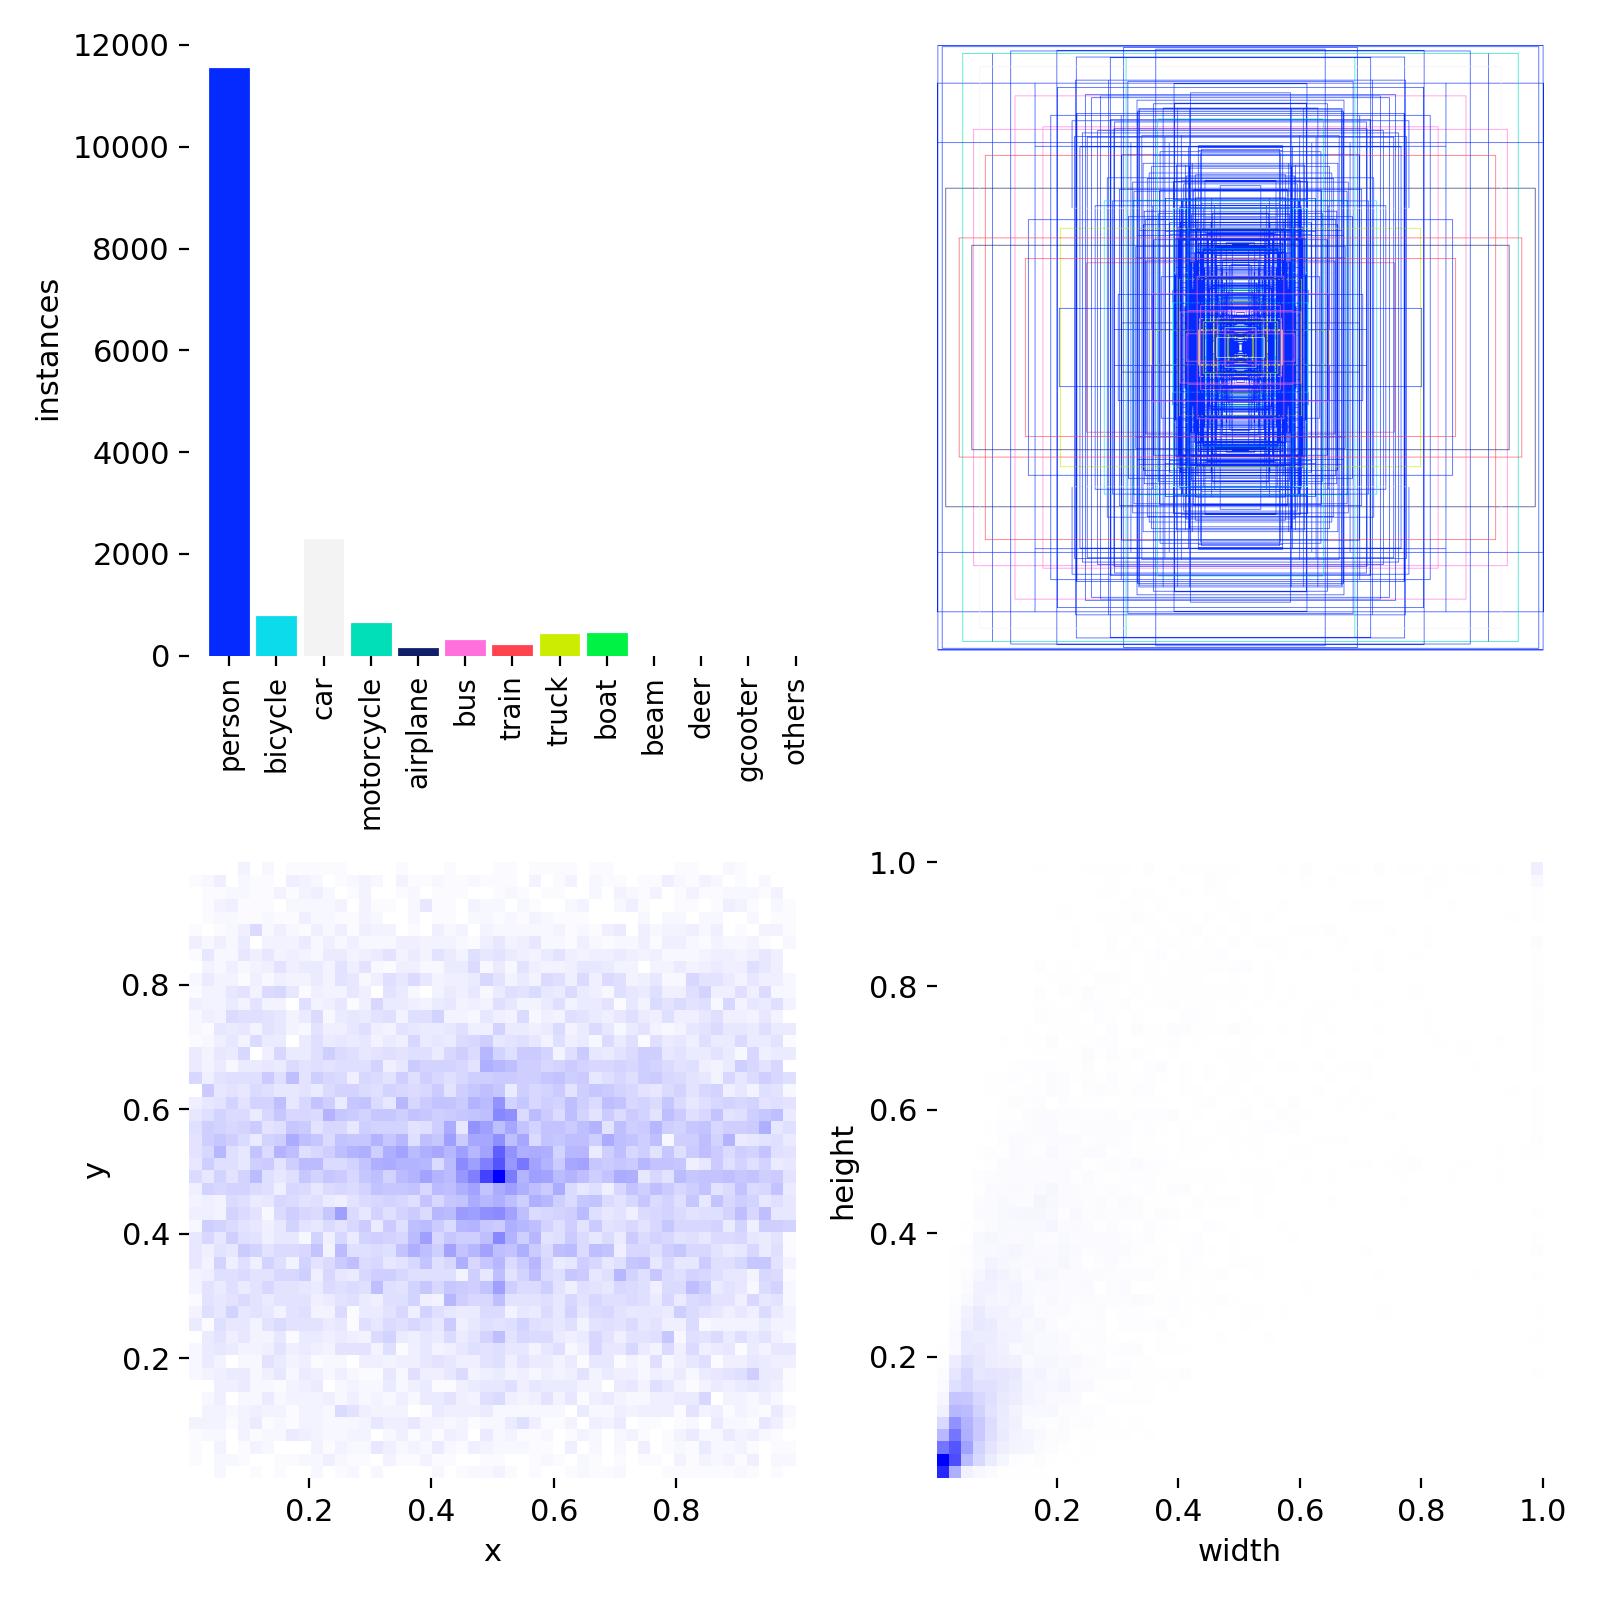 12000
10000
8000
6000
4000
2000
0
instances
person
bicycle
car
motorcycle
airplane
bus
train
truck
boat
beam
deer
gcooter
others
0.8
0.6
0.4
0.2
y
0.2 0.4 0.6 0.8
x
1.0
0.8
0.6
0.4
0.2
height
0.2 0.4 0.6 0.8 1.0
width